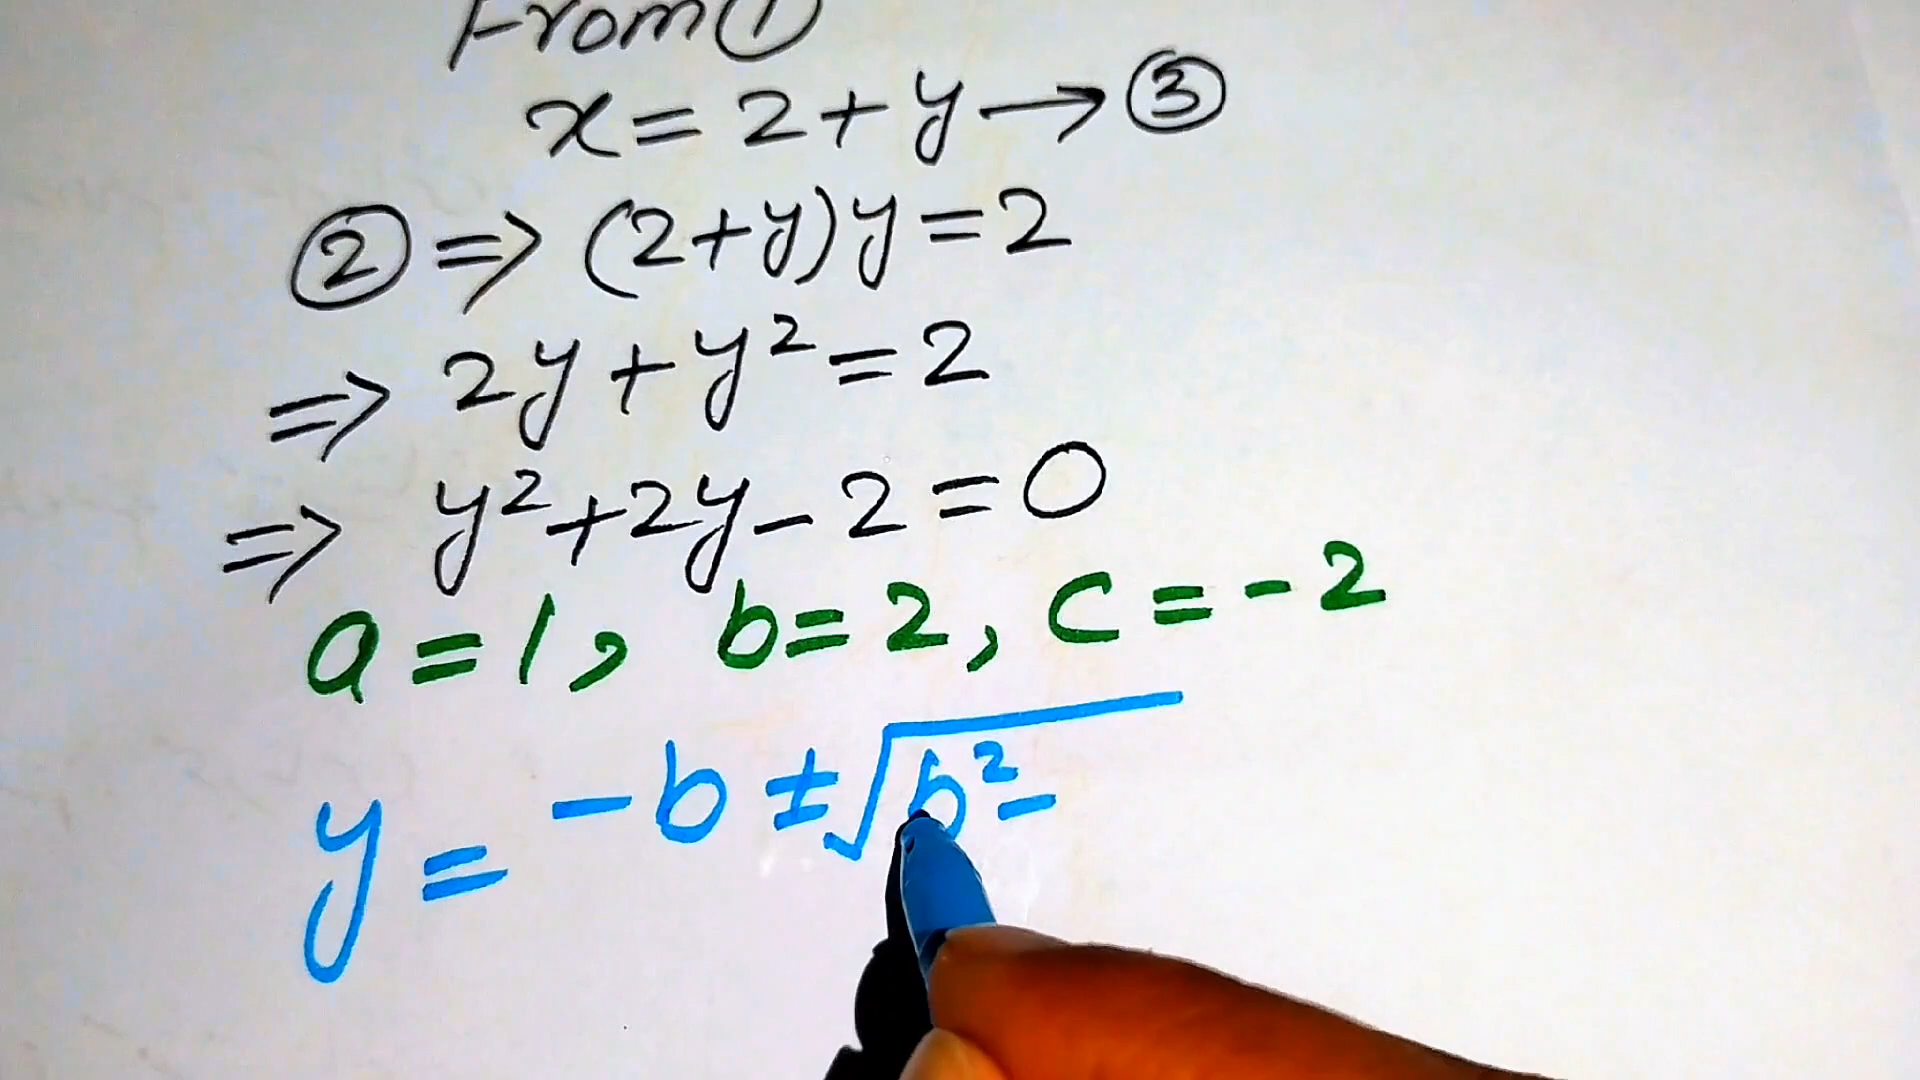 From ①
x = 2 + y → ③
② ⇒ (2+y)y = 2
⇒ 2y + y² = 2
⇒ y² + 2y - 2 = 0
a = 1, b = 2, c = -2
y = -b ± √b² -